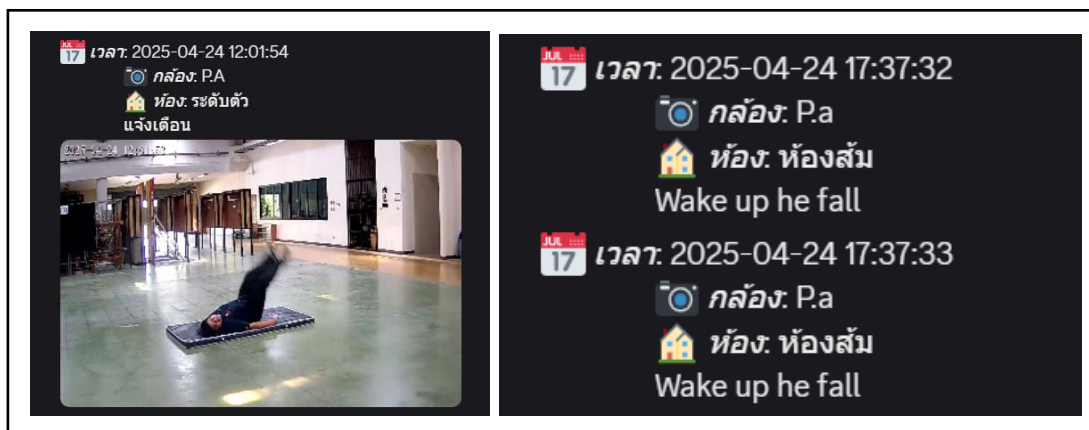 เวลา: 2025-04-24 12:01:54
กล้อง: P.A
ห้อง: ระดับตัว
แจ้งเตือน
เวลา: 2025-04-24 17:37:32
กล้อง: P.a
ห้อง: ห้องส้ม
Wake up he fall
เวลา: 2025-04-24 17:37:33
กล้อง: P.a
ห้อง: ห้องส้ม
Wake up he fall